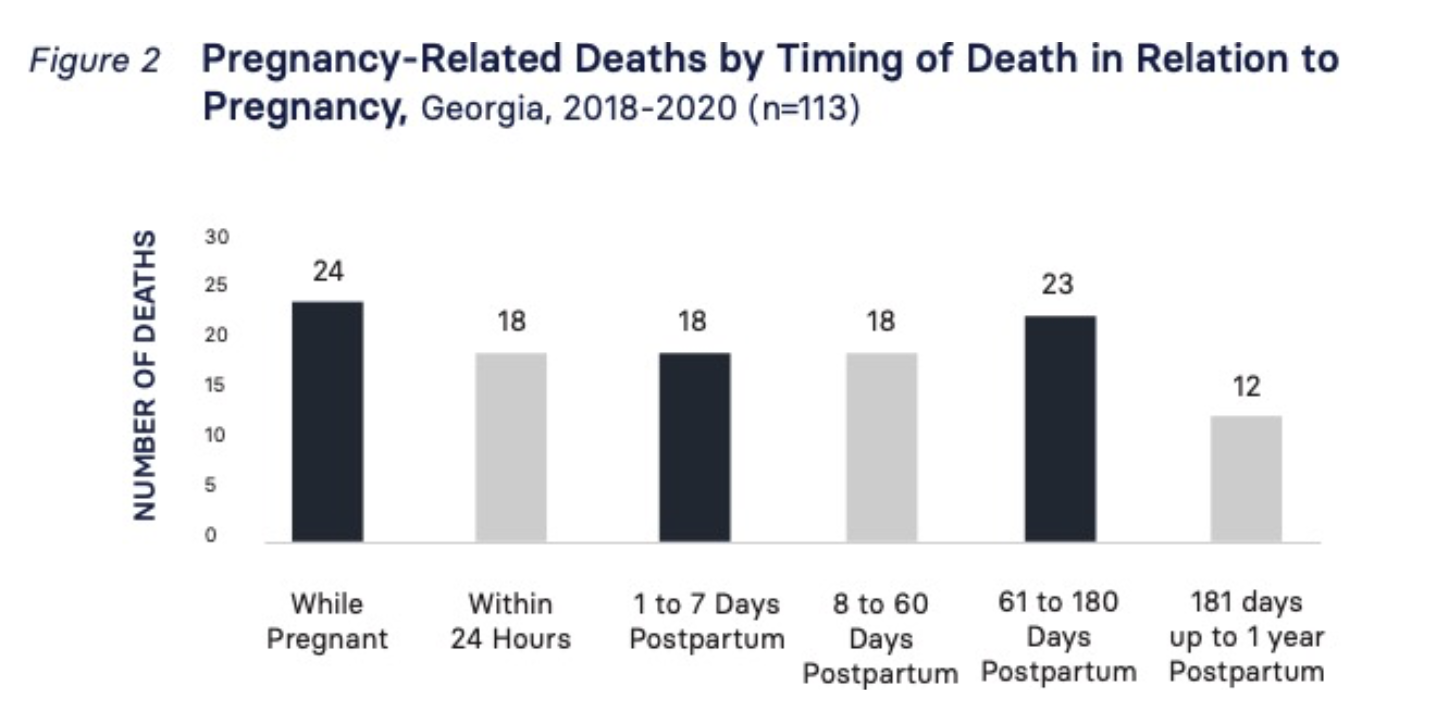 Figure 2 Pregnancy-Related Deaths by Timing of Death in Relation to
Pregnancy, Georgia, 2018-2020 (n=113)
NUMBER OF DEATHS
30
25
20
15
10
5
0
24
18
18
18
23
12
While
Pregnant
Within
24 Hours
1 to 7 Days
Postpartum
8 to 60
Days
Postpartum
61 to 180
Days
Postpartum
181 days
up to 1 year
Postpartum